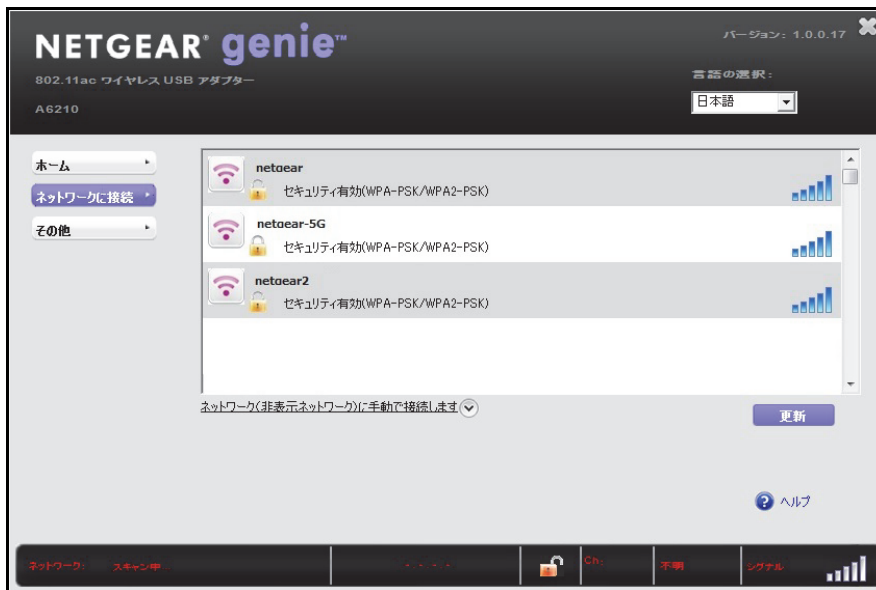 NETGEAR® genie™
バージョン: 1.0.0.17
802.11ac ワイヤレス USB アダプター
言語の選択:
A6210
日本語
ホーム
ネットワークに接続
その他
netgear
セキュリティ有効(WPA-PSK/WPA2-PSK)
netgear-5G
セキュリティ有効(WPA-PSK/WPA2-PSK)
netgear2
セキュリティ有効(WPA-PSK/WPA2-PSK)
ネットワーク(非表示ネットワーク)に手動で接続します
更新
? ヘルプ
ネットワーク: スキャン中... - - - - Ch: 不明 シグナル